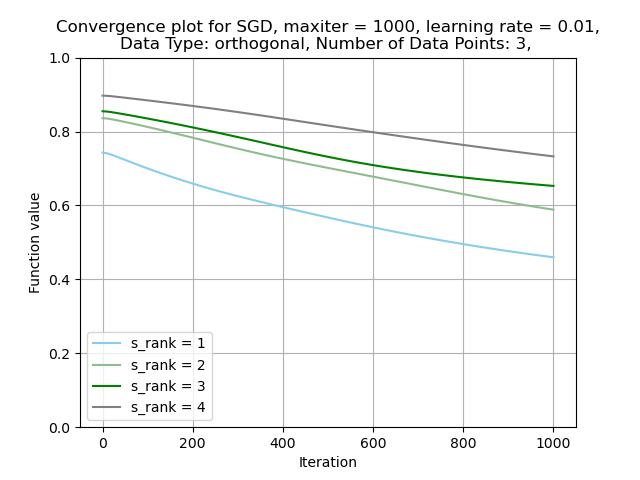 Convergence plot for SGD, maxiter = 1000, learning rate = 0.01,
Data Type: orthogonal, Number of Data Points: 3,
1.0
0.8
0.6
0.4
0.2
0.0
Function value
s_rank = 1
s_rank = 2
s_rank = 3
s_rank = 4
0 200 400 600 800 1000
Iteration